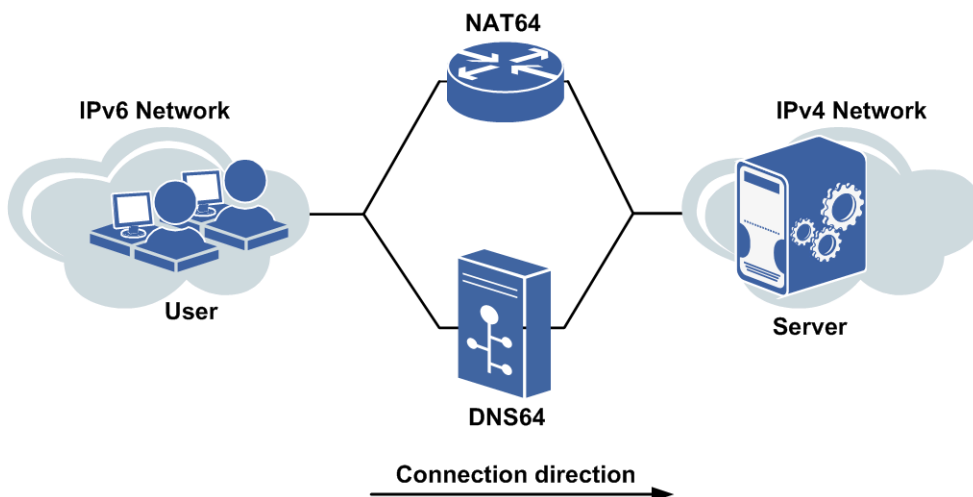 NAT64
IPv6 Network
IPv4 Network
User
Server
DNS64
Connection direction